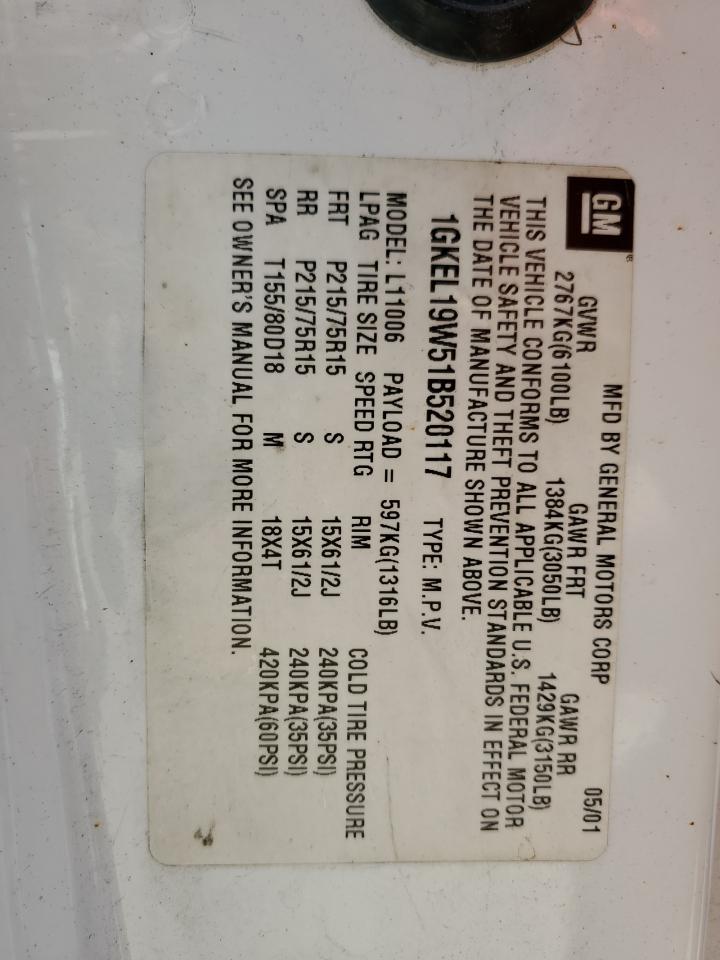 GM®
MFD BY GENERAL MOTORS CORP 05/01
GVWR GAWR FRT GAWR RR
2767KG(6100LB) 1384KG(3050LB) 1429KG(3150LB)
THIS VEHICLE CONFORMS TO ALL APPLICABLE U.S. FEDERAL MOTOR
VEHICLE SAFETY AND THEFT PREVENTION STANDARDS IN EFFECT ON
THE DATE OF MANUFACTURE SHOWN ABOVE.
1GKEL19W51B520117 TYPE: M.P.V.
MODEL: L11006 PAYLOAD = 597KG(1316LB)
LPAG TIRE SIZE SPEED RTG RIM COLD TIRE PRESSURE
FRT P215/75R15 S 15X61/2J 240KPA(35PSI)
RR P215/75R15 S 15X61/2J 240KPA(35PSI)
SPA T155/80D18 M 18X4T 420KPA(60PSI)
SEE OWNER'S MANUAL FOR MORE INFORMATION.